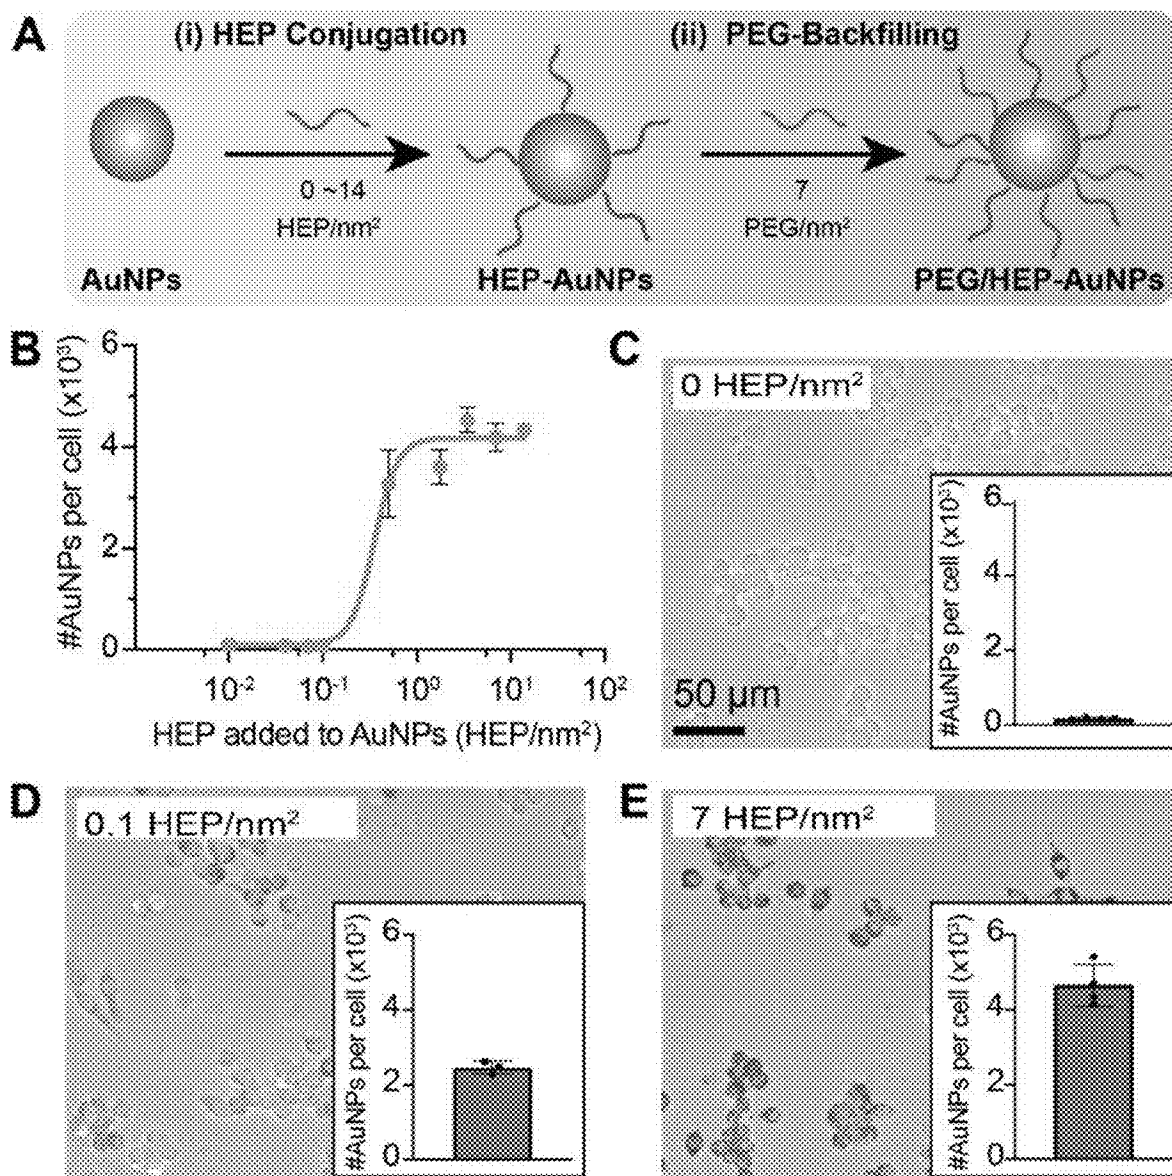 A
(i) HEP Conjugation
(ii) PEG-Backfilling
0 ~14
HEP/nm²
7
PEG/nm²
AuNPs
HEP-AuNPs
PEG/HEP-AuNPs
B
#AuNPs per cell (x10³)
6
4
2
0
10⁻²
10⁻¹
10⁰
10¹
10²
HEP added to AuNPs (HEP/nm²)
C
0 HEP/nm²
50 µm
#AuNPs per cell (x10³)
6
4
2
0
D
0.1 HEP/nm²
#AuNPs per cell (x10³)
6
4
2
0
E
7 HEP/nm²
#AuNPs per cell (x10³)
6
4
2
0